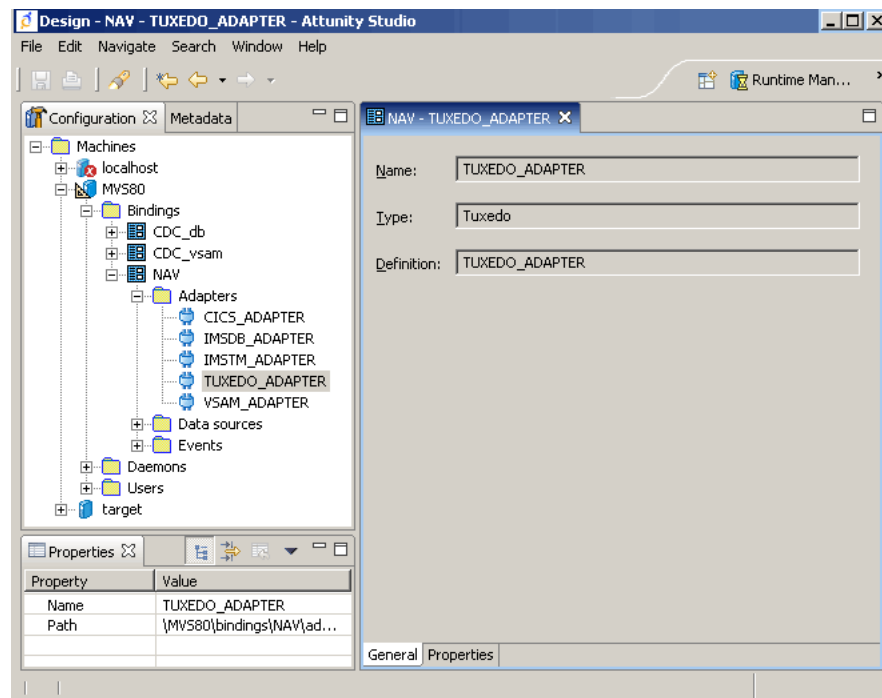 Design - NAV - TUXEDO_ADAPTER - Attunity Studio
File Edit Navigate Search Window Help
Runtime Man...
Configuration Metadata
Machines
localhost
MVS80
Bindings
CDC_db
CDC_vsam
NAV
Adapters
CICS_ADAPTER
IMSDB_ADAPTER
IMSTM_ADAPTER
TUXEDO_ADAPTER
VSAM_ADAPTER
Data sources
Events
Daemons
Users
target
NAV - TUXEDO_ADAPTER
Name: TUXEDO_ADAPTER
Type: Tuxedo
Definition: TUXEDO_ADAPTER
General Properties
Properties
Property Value
Name TUXEDO_ADAPTER
Path \MVS80\bindings\NAV\ad...